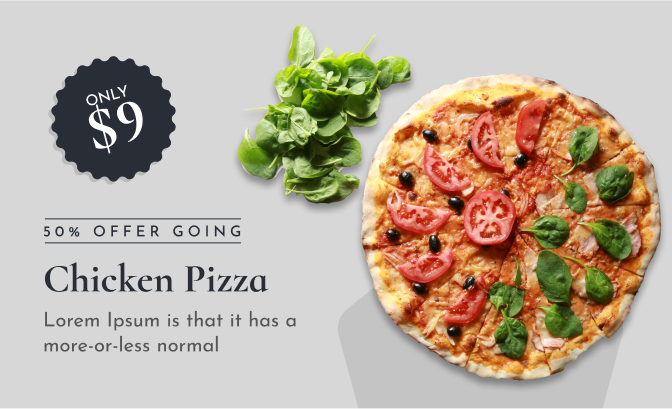 ONLY
$9
50% OFFER GOING
Chicken Pizza
Lorem Ipsum is that it has a
more-or-less normal